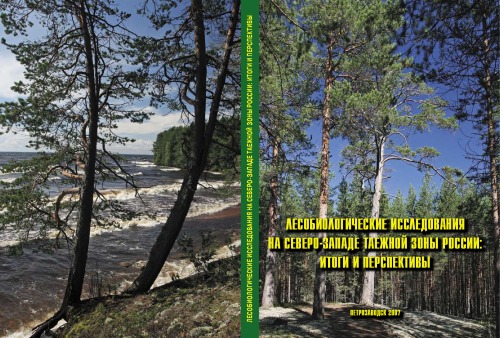 ЛЕСОБИОЛОГИЧЕСКИЕ ИССЛЕДОВАНИЯ НА СЕВЕРО-ЗАПАДЕ ТАЕЖНОЙ ЗОНЫ РОССИИ: ИТОГИ И ПЕРСПЕКТИВЫ
ЛЕСОБИОЛОГИЧЕСКИЕ ИССЛЕДОВАНИЯ
НА СЕВЕРО-ЗАПАДЕ ТАЕЖНОЙ ЗОНЫ РОССИИ:
ИТОГИ И ПЕРСПЕКТИВЫ
ПЕТРОЗАВОДСК 2007